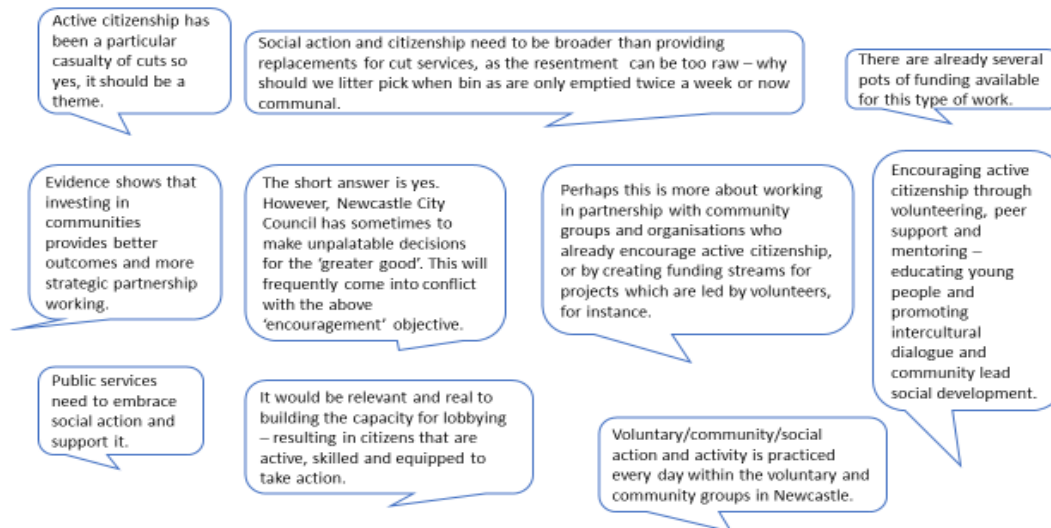 Active citizenship has
been a particular
casualty of cuts so
yes, it should be a
theme.
Social action and citizenship need to be broader than providing
replacements for cut services, as the resentment can be too raw – why
should we litter pick when bin as are only emptied twice a week or now
communal.
There are already several
pots of funding available
for this type of work.
Evidence shows that
investing in
communities
provides better
outcomes and more
strategic partnership
working.
The short answer is yes.
However, Newcastle City
Council has sometimes to
make unpalatable decisions
for the ‘greater good’. This will
frequently come into conflict
with the above
‘encouragement’ objective.
Perhaps this is more about working
in partnership with community
groups and organisations who
already encourage active citizenship,
or by creating funding streams for
projects which are led by volunteers,
for instance.
Encouraging active
citizenship through
volunteering, peer
support and
mentoring –
educating young
people and
promoting
intercultural
dialogue and
community lead
social development.
Public services
need to embrace
social action and
support it.
It would be relevant and real to
building the capacity for lobbying
– resulting in citizens that are
active, skilled and equipped to
take action.
Voluntary/community/social
action and activity is practiced
every day within the voluntary and
community groups in Newcastle.